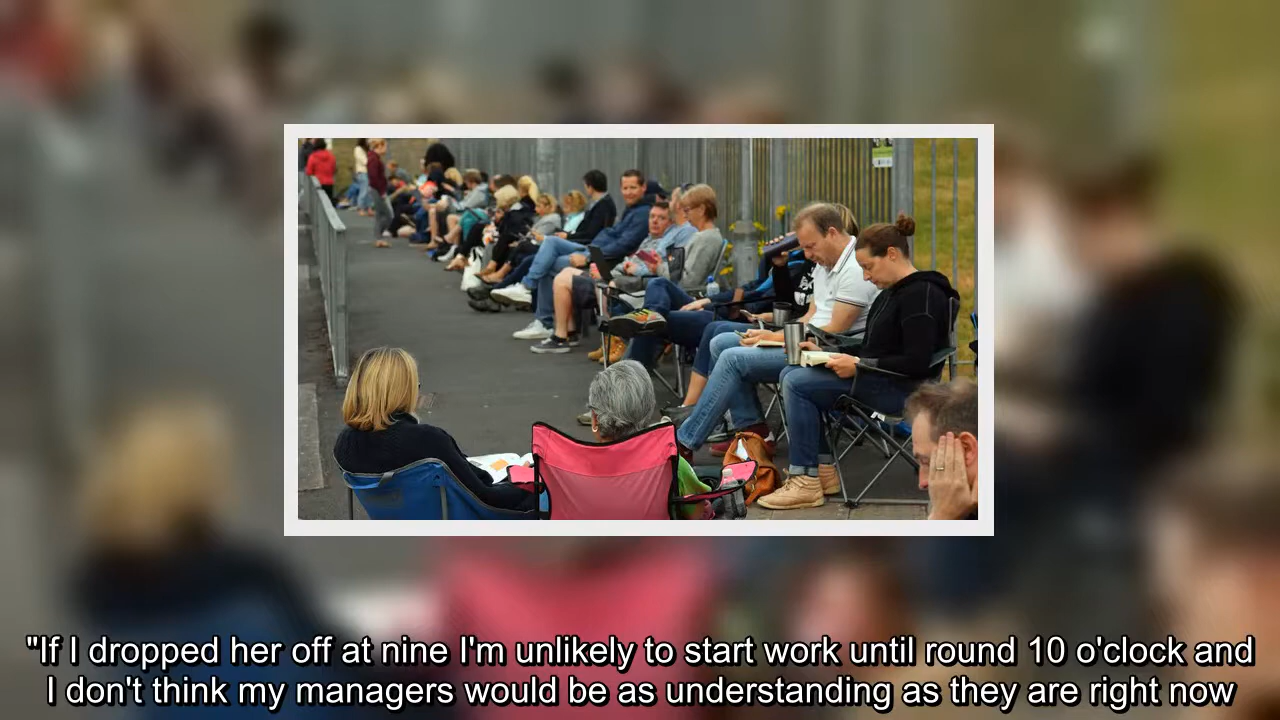 "If I dropped her off at nine I'm unlikely to start work until round 10 o'clock and
I don't think my managers would be as understanding as they are right now